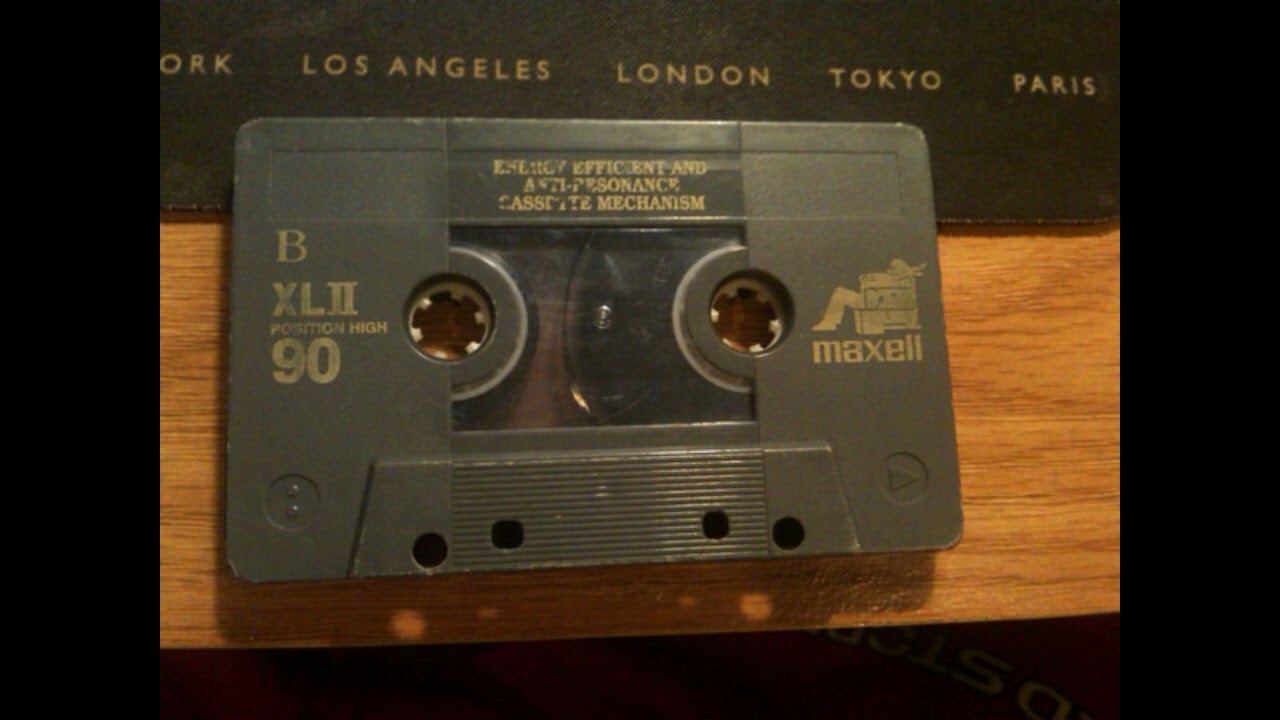 ORK LOS ANGELES LONDON TOKYO PARIS
ENERGY EFFICIENT AND
ANTI-RESONANCE
CASSETTE MECHANISM
B
XLII
POSITION HIGH
90
maxell